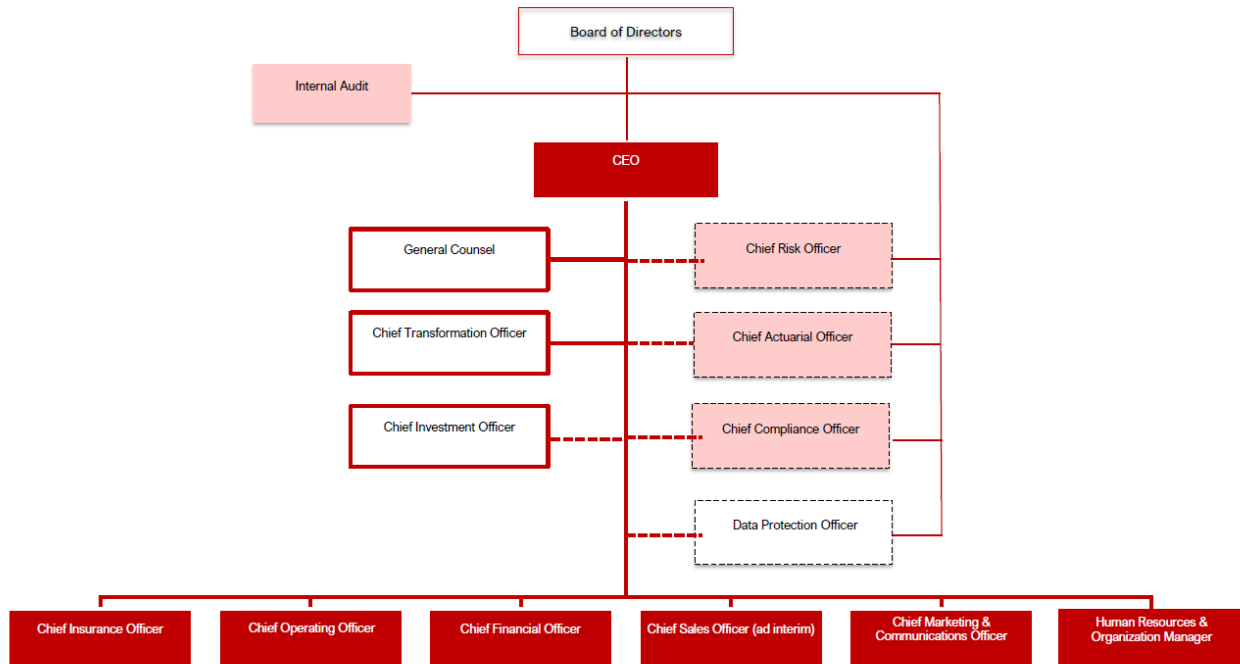 Board of Directors
Internal Audit
CEO
General Counsel
Chief Risk Officer
Chief Transformation Officer
Chief Actuarial Officer
Chief Investment Officer
Chief Compliance Officer
Data Protection Officer
Chief Insurance Officer
Chief Operating Officer
Chief Financial Officer
Chief Sales Officer (ad interim)
Chief Marketing &
Communications Officer
Human Resources &
Organization Manager